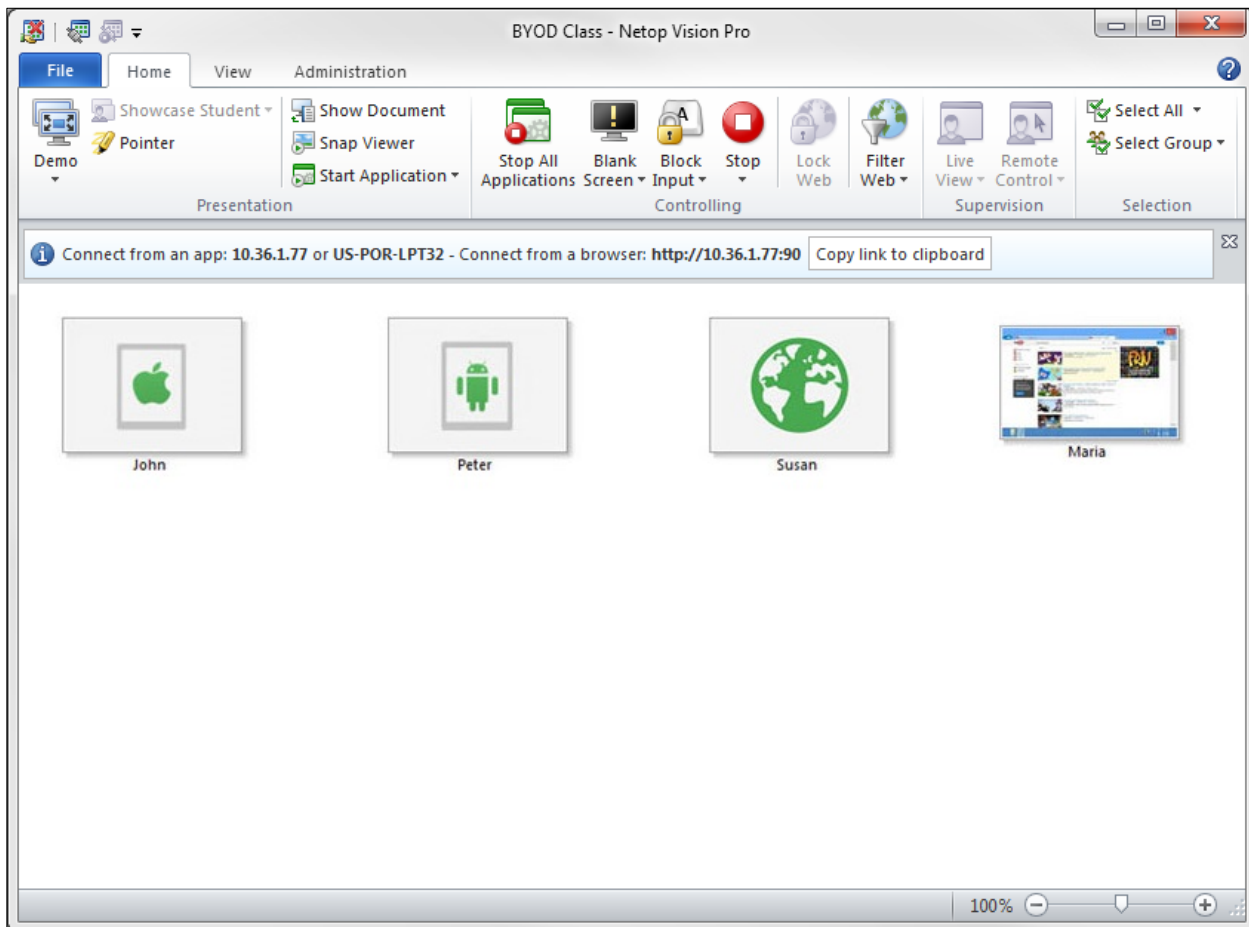 BYOD Class - Netop Vision Pro
File Home View Administration
Showcase Student Show Document Select All
Pointer Snap Viewer Select Group
Demo Start Application Stop All Applications Blank Screen Block Input Stop Lock Web Filter Web Live View Remote Control
Presentation Controlling Supervision Selection
Connect from an app: 10.36.1.77 or US-POR-LPT32 - Connect from a browser: http://10.36.1.77:90 Copy link to clipboard
John Peter Susan Maria
100%